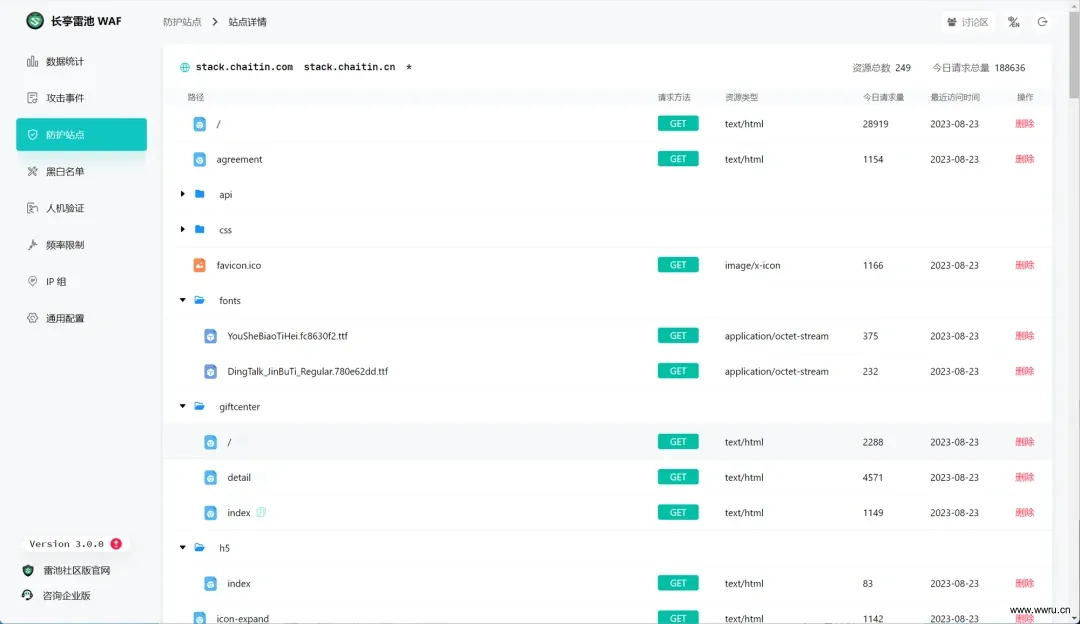 长亭雷池 WAF
防护站点 > 站点详情
讨论区
EN
数据统计
攻击事件
防护站点
黑白名单
人机验证
频率限制
IP 组
通用配置
Version 3.0.0
雷池社区版官网
咨询企业版
stack.chaitin.com stack.chaitin.cn *
资源总数 249 今日请求总量 188636
路径 请求方法 资源类型 今日请求量 最近访问时间 操作
/ GET text/html 28919 2023-08-23 删除
agreement GET text/html 1154 2023-08-23 删除
api
css
favicon.ico GET image/x-icon 1166 2023-08-23 删除
fonts
YouSheBiaoTiHei.fc8630f2.ttf GET application/octet-stream 375 2023-08-23 删除
DingTalk_JinBuTi_Regular.780e62dd.ttf GET application/octet-stream 232 2023-08-23 删除
giftcenter
/ GET text/html 2288 2023-08-23 删除
detail GET text/html 4571 2023-08-23 删除
index GET text/html 1149 2023-08-23 删除
h5
index GET text/html 83 2023-08-23 删除
icon-expand GET text/html 1142 2023-08-23 删除
www.wwru.cn